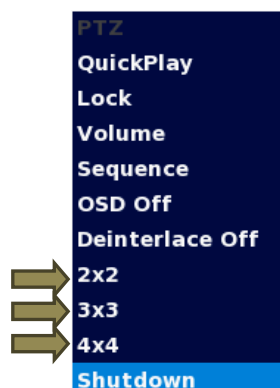 PTZ
QuickPlay
Lock
Volume
Sequence
OSD Off
Deinterlace Off
2x2
3x3
4x4
Shutdown